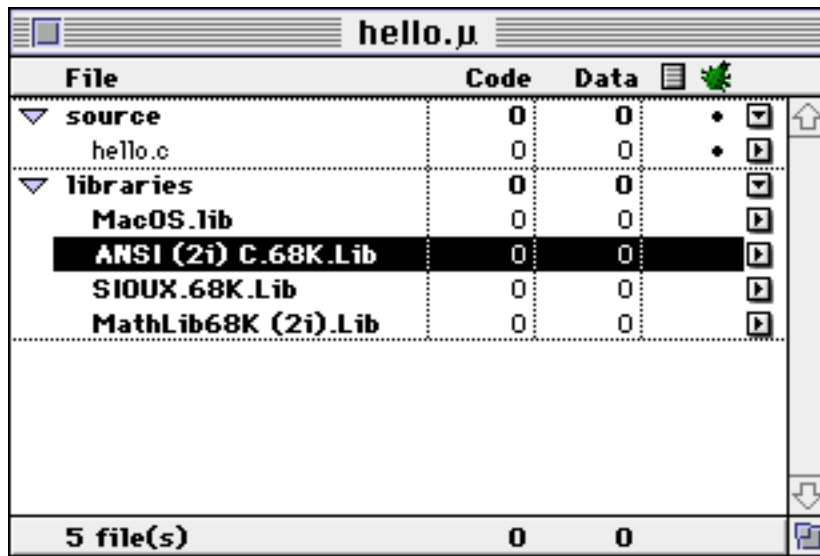 hello.µ
File Code Data
source 0 0 •
hello.c 0 0 •
libraries 0 0
MacOS.lib 0 0
ANSI (2i) C.68K.Lib 0 0
SIOUX.68K.Lib 0 0
MathLib68K (2i).Lib 0 0
5 file(s) 0 0